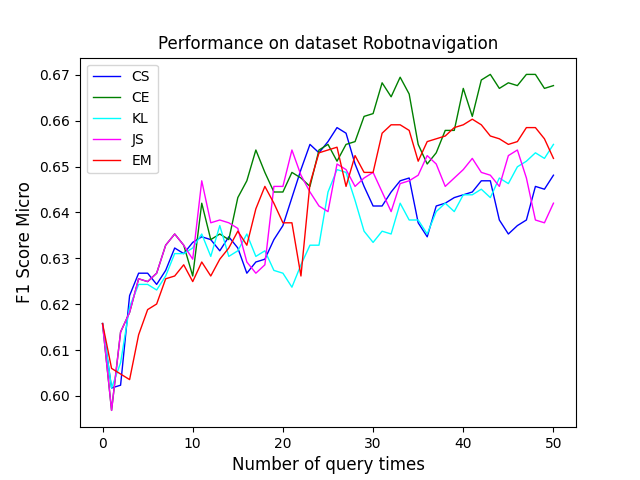 Performance on dataset Robotnavigation
CS
CE
KL
JS
EM
0.67
0.66
0.65
0.64
0.63
0.62
0.61
0.60
F1 Score Micro
0 10 20 30 40 50
Number of query times